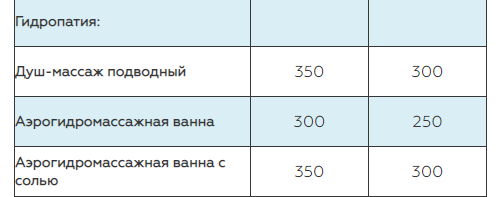 Гидропатия:
Душ-массаж подводный 350 300
Аэрогидромассажная ванна 300 250
Аэрогидромассажная ванна с
солью 350 300